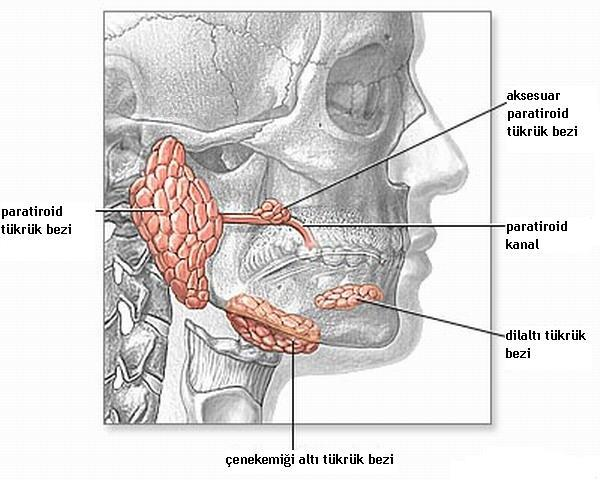 aksesuar
paratiroid
tükrük bezi
paratiroid
tükrük bezi
paratiroid
kanal
dilaltı tükrük
bezi
çenekemiği altı tükrük bezi